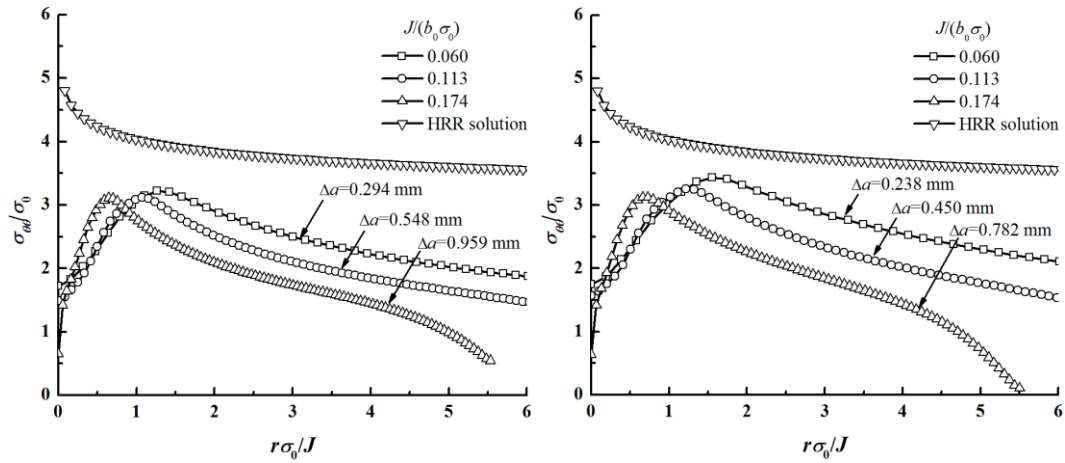 J/(b₀σ₀)
0.060
0.113
0.174
HRR solution
Δa=0.294 mm
Δa=0.548 mm
Δa=0.959 mm
σθθ/σ₀
6
5
4
3
2
1
0
0 1 2 3 4 5 6
rσ₀/J
J/(b₀σ₀)
0.060
0.113
0.174
HRR solution
Δa=0.238 mm
Δa=0.450 mm
Δa=0.782 mm
σθθ/σ₀
6
5
4
3
2
1
0
0 1 2 3 4 5 6
rσ₀/J